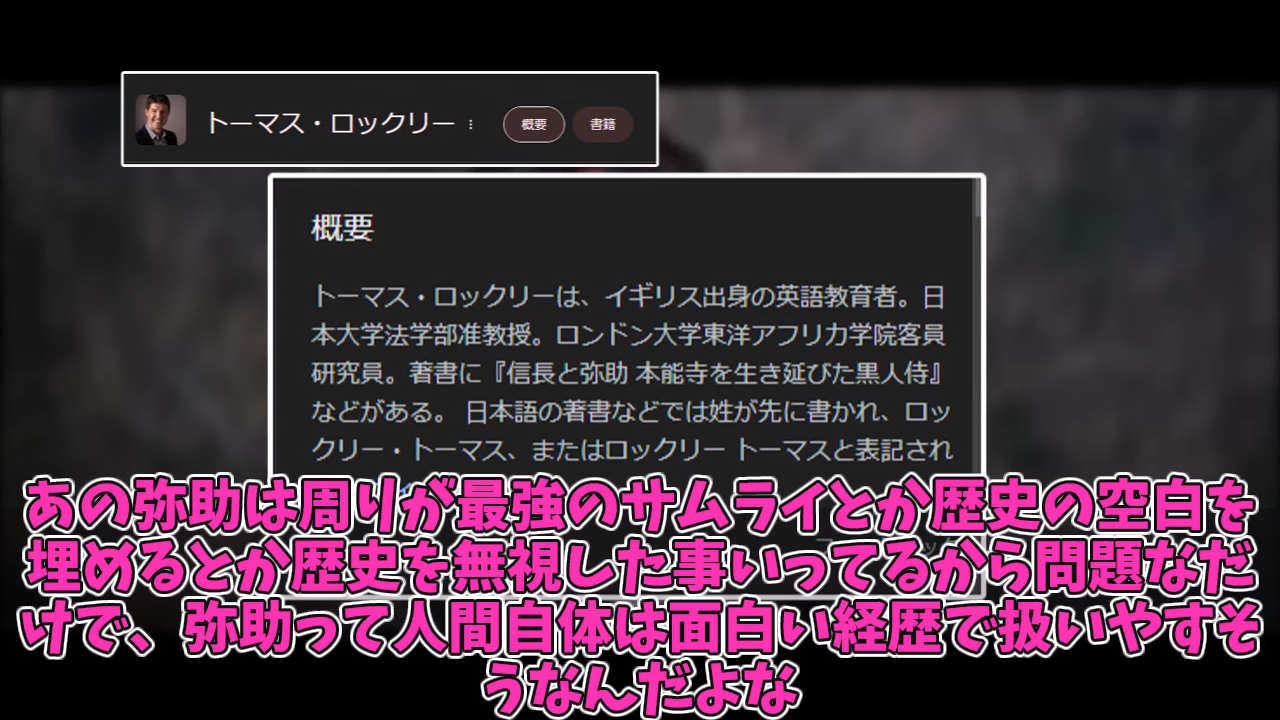 トーマス・ロックリー
概要
書籍
概要
トーマス・ロックリーは、イギリス出身の英語教育者。日
本大学法学部准教授。ロンドン大学東洋アフリカ学院客員
研究員。著書に『信長と弥助 本能寺を生き延びた黒人侍』
などがある。 日本語の著書などでは姓が先に書かれ、ロッ
クリー・トーマス、またはロックリー トーマスと表記され
あの弥助は周りが最強のサムライとか歴史の空白を
埋めるとか歴史を無視した事いってるから問題なだ
けで、弥助って人間自体は面白い経歴で扱いやすそ
うなんだよな